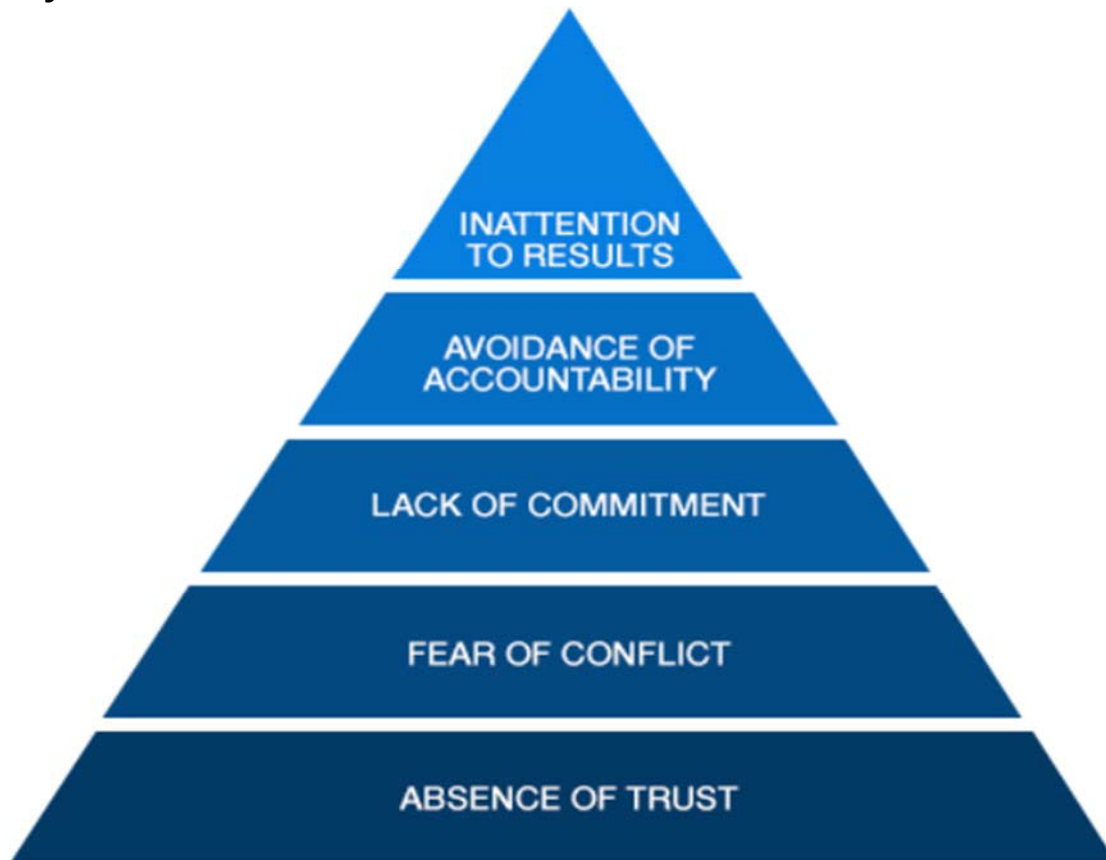 INATTENTION
TO RESULTS
AVOIDANCE OF
ACCOUNTABILITY
LACK OF COMMITMENT
FEAR OF CONFLICT
ABSENCE OF TRUST